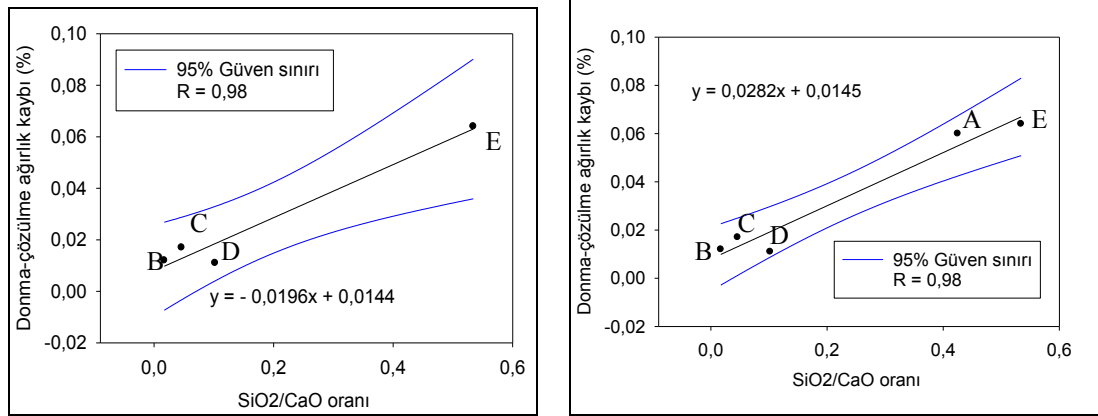 0,10
0,08
0,06
0,04
0,02
0,00
-0,02
Donma-çözülme ağırlık kaybı (%)
95% Güven sınırı
R = 0,98
E
C
B
D
y = - 0,0196x + 0,0144
0,0 0,2 0,4 0,6
SiO2/CaO oranı
0,10
0,08
0,06
0,04
0,02
0,00
-0,02
Donma-çözülme ağırlık kaybı (%)
y = 0,0282x + 0,0145
A
E
C
B
D
95% Güven sınırı
R = 0,98
0,0 0,2 0,4 0,6
SiO2/CaO oranı